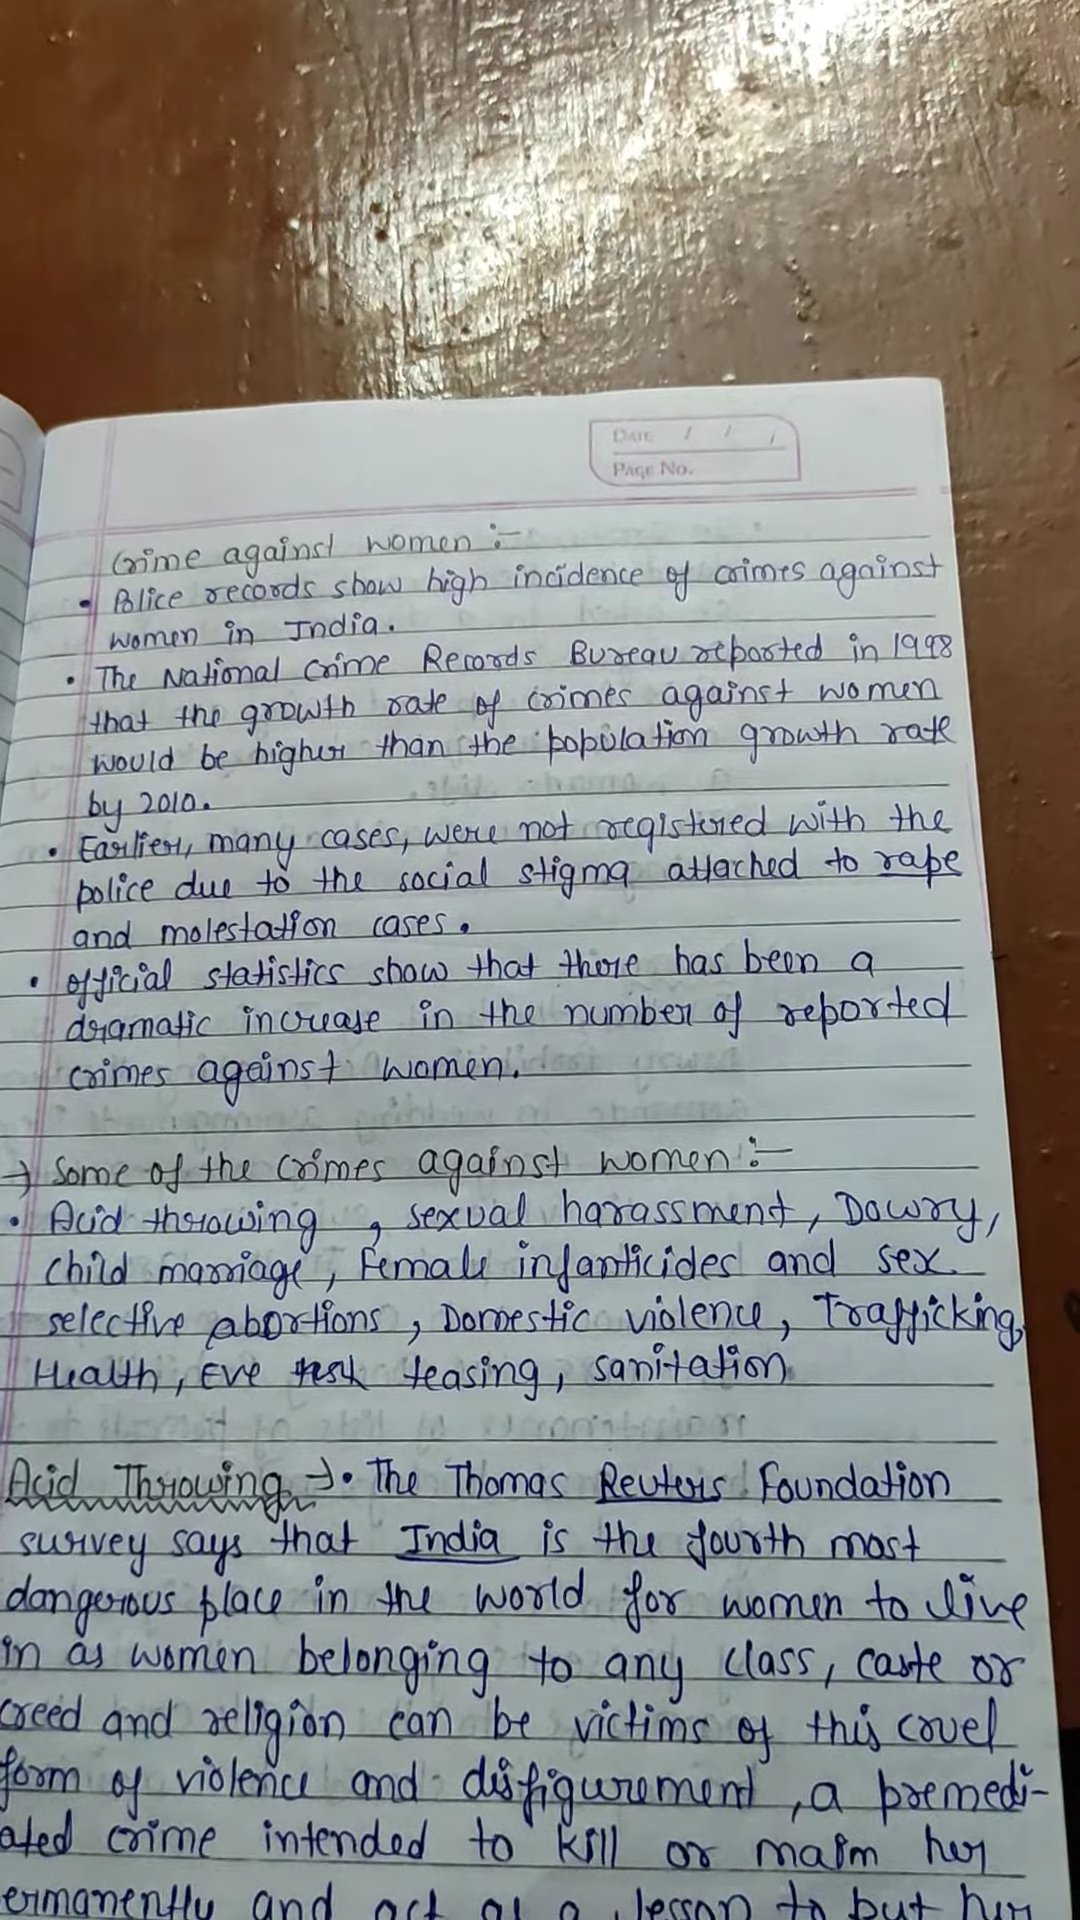 Date / / /
Page No.
Crime against women :-
• Police records show high incidence of crimes against
women in India.
• The National Crime Records Bureau reported in 1998
that the growth rate of crimes against women
would be higher than the population growth rate
by 2010.
• Earlier, many cases, were not registered with the
police due to the social stigma attached to rape
and molestation cases.
• official statistics show that there has been a
dramatic increase in the number of reported
crimes against women.
→ Some of the crimes against women :-
• Acid throwing , sexual harassment, Dowry,
Child marriage, Female infanticides and sex
selective abortions, Domestic violence, Trafficking,
Health, Eve teasing, sanitation
Acid Throwing → • The Thomas Reuters Foundation
survey says that India is the fourth most
dangerous place in the world for women to live
in as women belonging to any class, caste or
creed and religion can be victims of this cruel
form of violence and disfigurement, a premedi-
ated crime intended to kill or maim her
ermanently and act as a lesson to put her